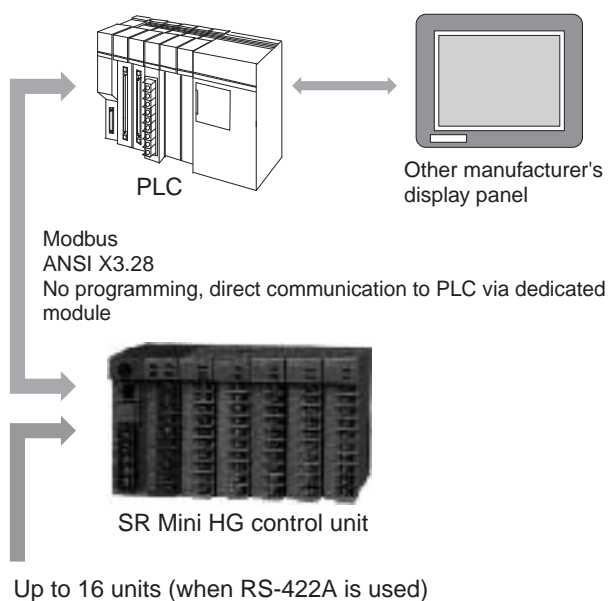 PLC
Other manufacturer's
display panel
Modbus
ANSI X3.28
No programming, direct communication to PLC via dedicated
module
SR Mini HG control unit
Up to 16 units (when RS-422A is used)